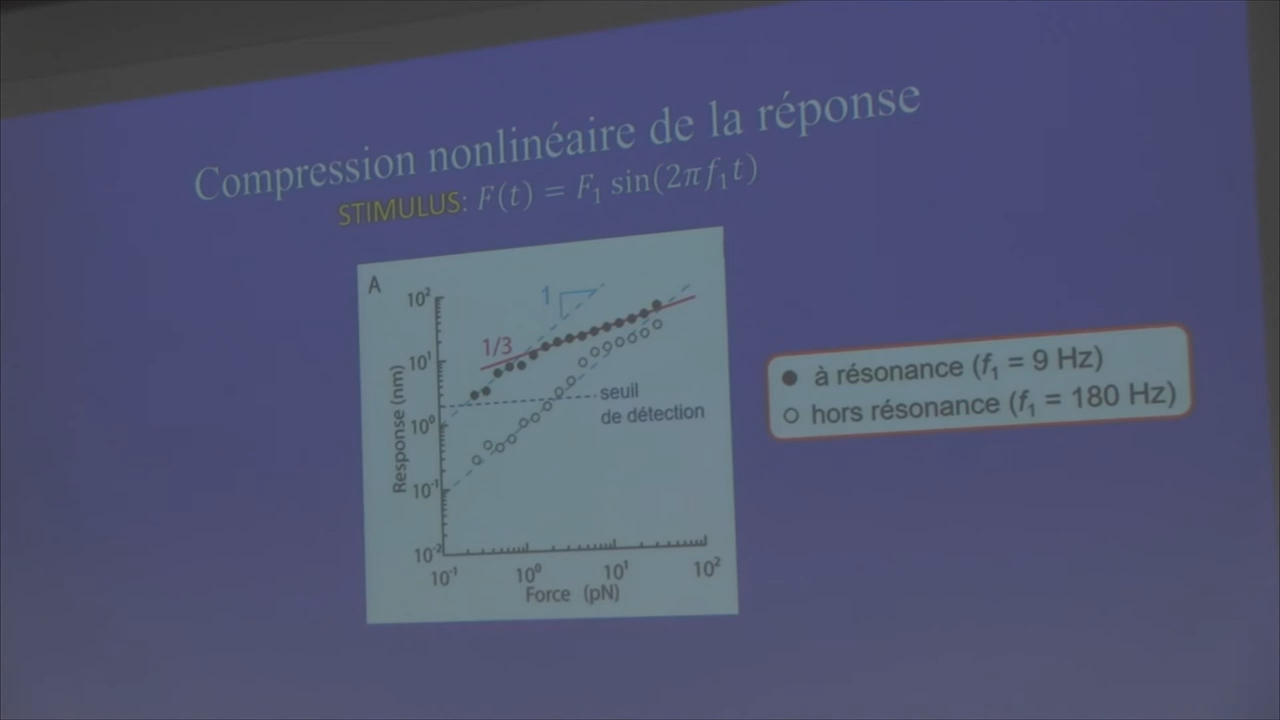 Compression nonlinéaire de la réponse
STIMULUS: F(t) = F₁ sin(2πf₁t)
A
10²
1
1/3
10¹
seuil
de détection
10⁰
10⁻¹
10⁻²
Response (nm)
10⁻¹ 10⁰ 10¹ 10²
Force (pN)
● à résonance (f₁ = 9 Hz)
○ hors résonance (f₁ = 180 Hz)